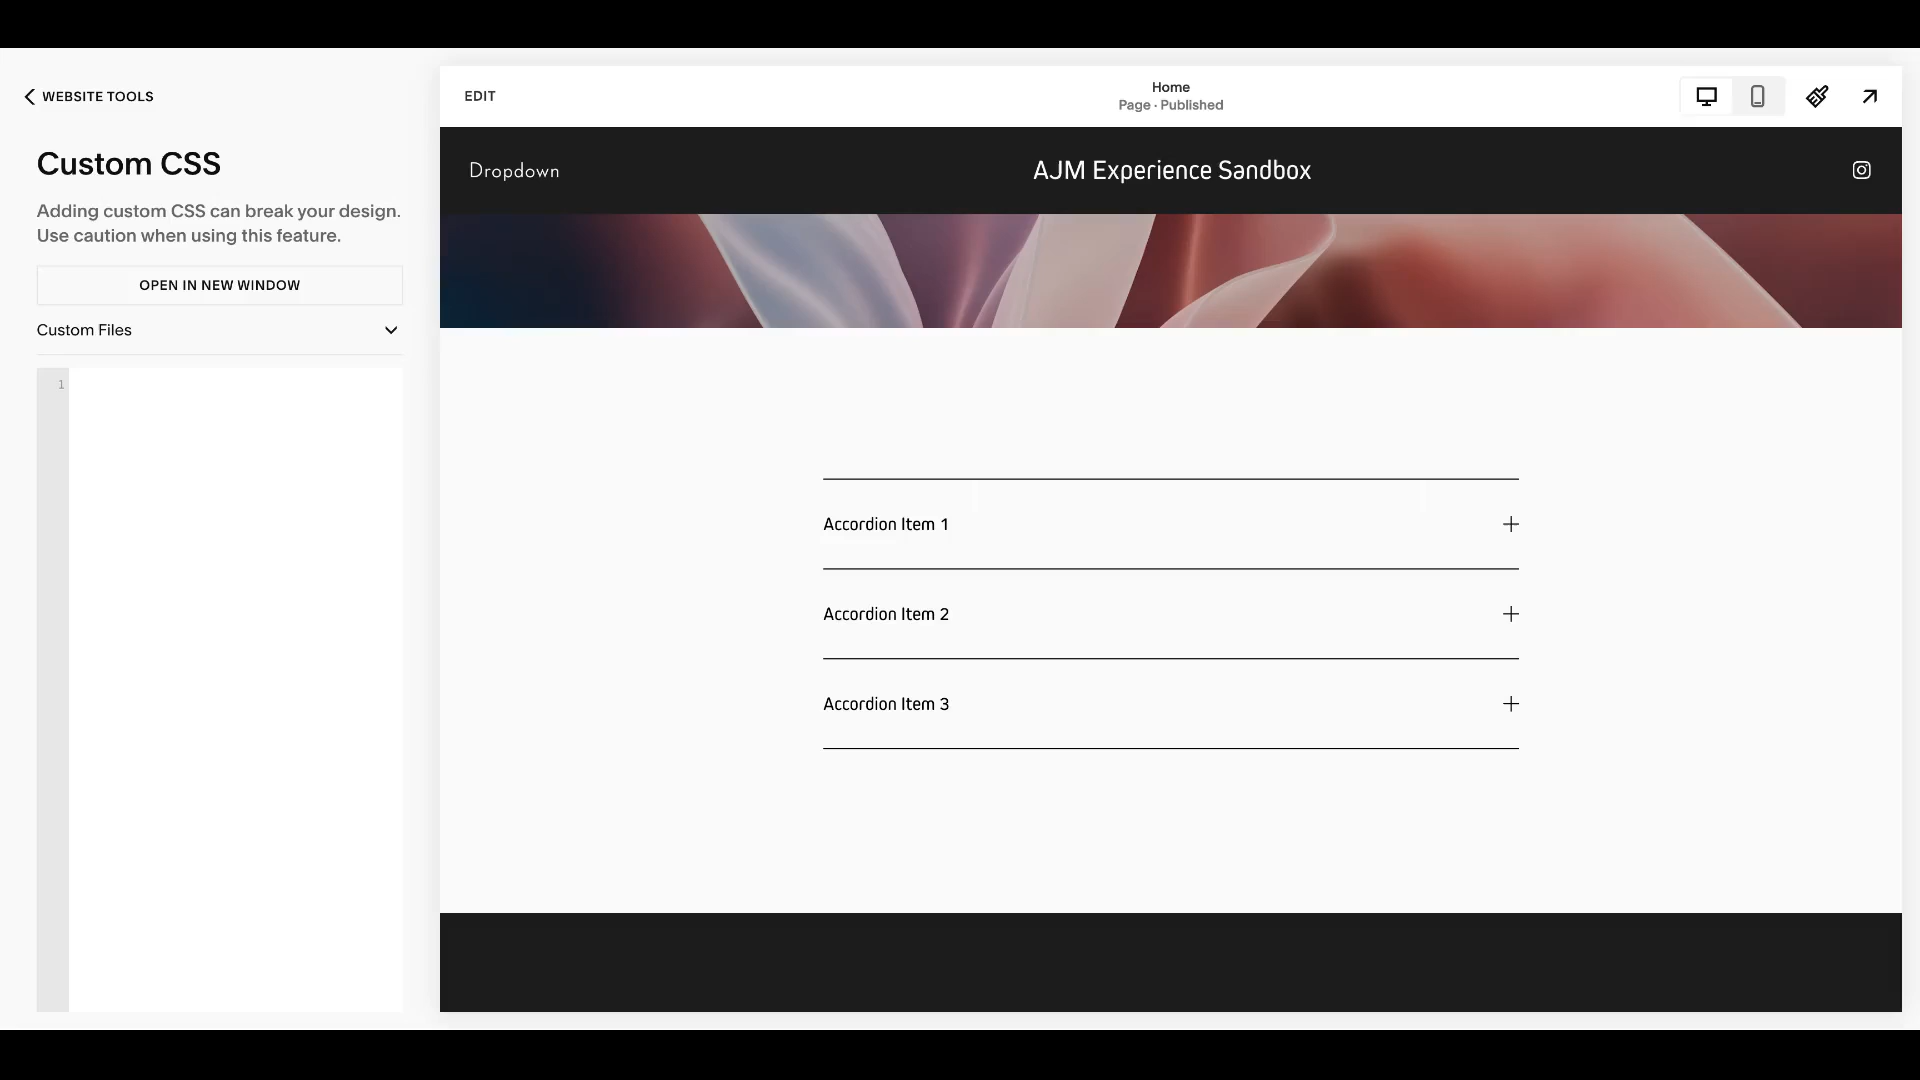 WEBSITE TOOLS
Custom CSS
Adding custom CSS can break your design.
Use caution when using this feature.
OPEN IN NEW WINDOW
Custom Files
1
EDIT
Home
Page · Published
Dropdown
AJM Experience Sandbox
Accordion Item 1
Accordion Item 2
Accordion Item 3